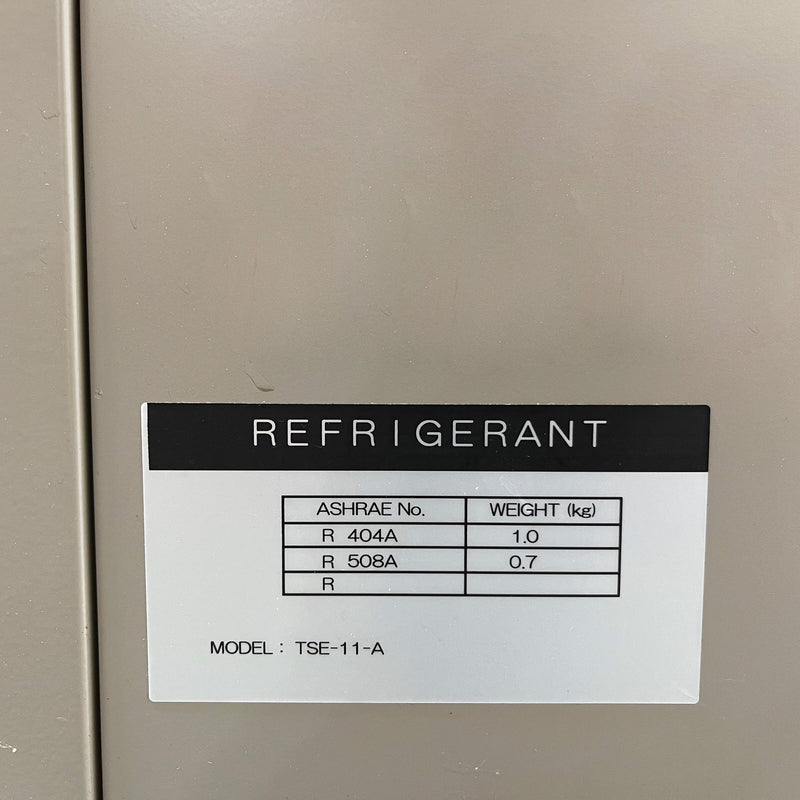 REFRIGERANT
ASHRAE No. WEIGHT (kg)
R 404A 1.0
R 508A 0.7
R
MODEL : TSE-11-A